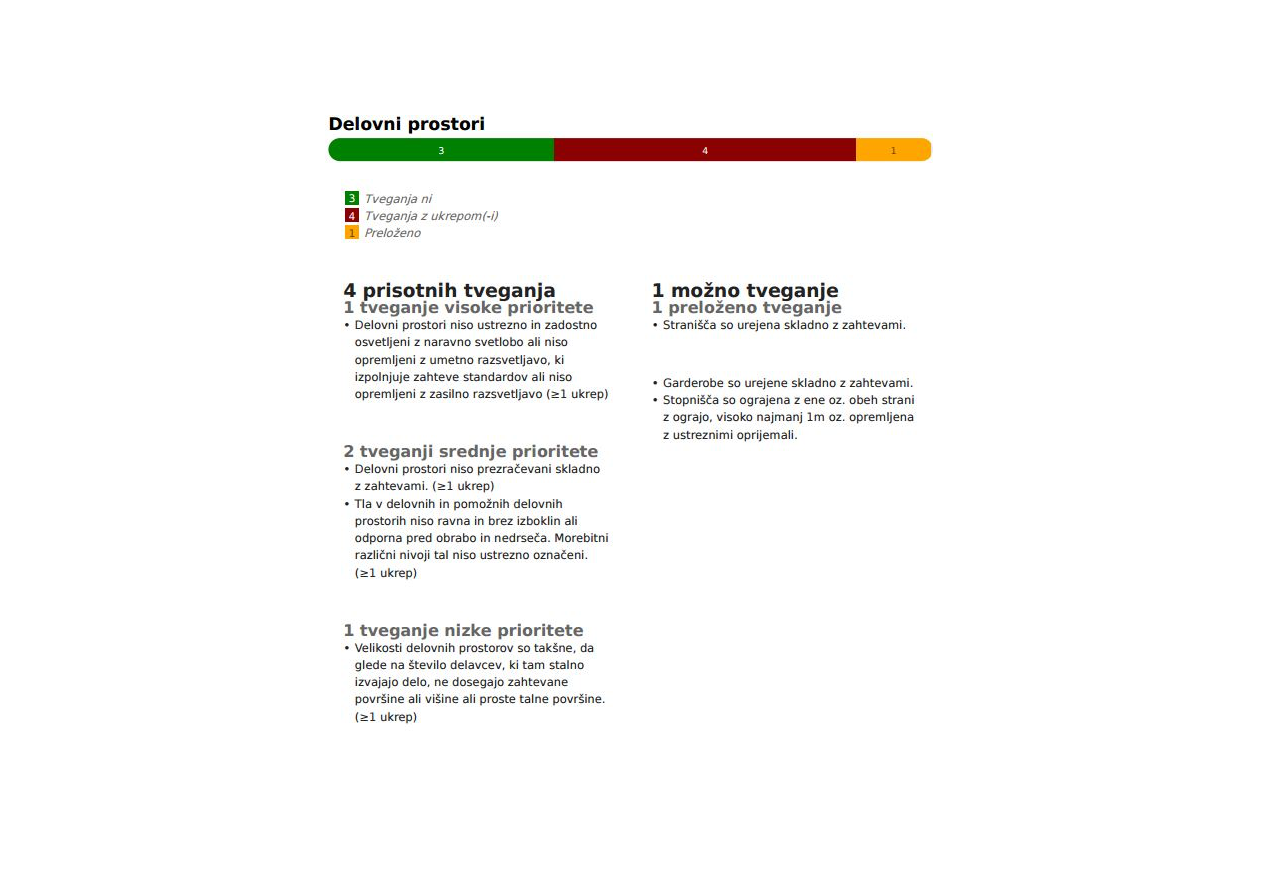 Delovni prostori
3
4
1
3 Tveganja ni
4 Tveganja z ukrepom(-i)
1 Preloženo
4 prisotnih tveganja
1 tveganje visoke prioritete
• Delovni prostori niso ustrezno in zadostno
osvetljeni z naravno svetlobo ali niso
opremljeni z umetno razsvetljavo, ki
izpolnjuje zahteve standardov ali niso
opremljeni z zasilno razsvetljavo (≥1 ukrep)
2 tveganji srednje prioritete
• Delovni prostori niso prezračevani skladno
z zahtevami. (≥1 ukrep)
• Tla v delovnih in pomožnih delovnih
prostorih niso ravna in brez izboklin ali
odporna pred obrabo in nedrseča. Morebitni
različni nivoji tal niso ustrezno označeni.
(≥1 ukrep)
1 tveganje nizke prioritete
• Velikosti delovnih prostorov so takšne, da
glede na število delavcev, ki tam stalno
izvajajo delo, ne dosegajo zahtevane
površine ali višine ali proste talne površine.
(≥1 ukrep)
1 možno tveganje
1 preloženo tveganje
• Stranišča so urejena skladno z zahtevami.
• Garderobe so urejene skladno z zahtevami.
• Stopnišča so ograjena z ene oz. obeh strani
z ograjo, visoko najmanj 1m oz. opremljena
z ustreznimi oprijemali.